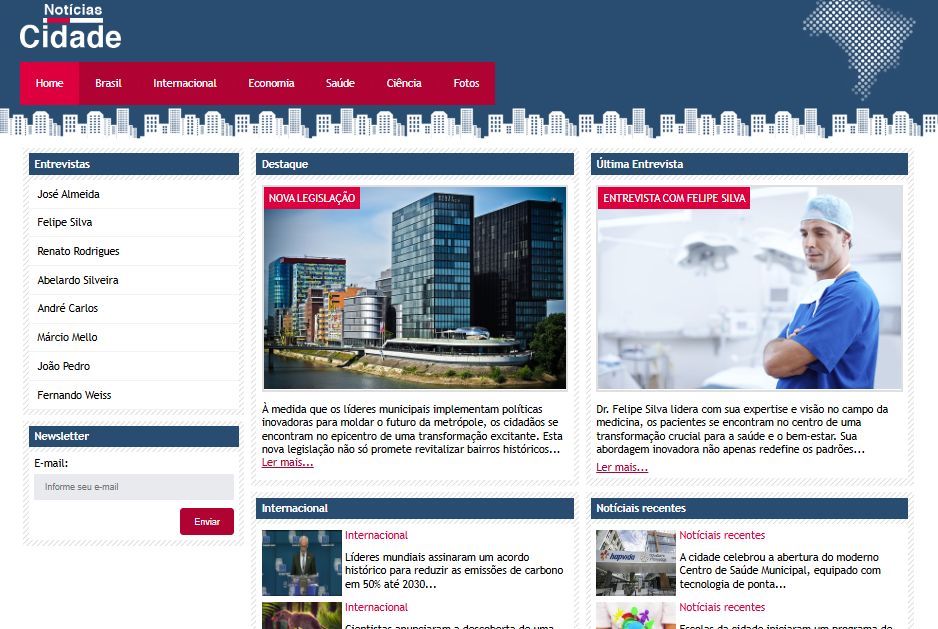 Notícias
Cidade
Home Brasil Internacional Economia Saúde Ciência Fotos
Entrevistas
José Almeida
Felipe Silva
Renato Rodrigues
Abelardo Silveira
André Carlos
Márcio Mello
João Pedro
Fernando Weiss
Newsletter
E-mail:
Informe seu e-mail
Enviar
Destaque
NOVA LEGISLAÇÃO
À medida que os líderes municipais implementam políticas
inovadoras para moldar o futuro da metrópole, os cidadãos se
encontram no epicentro de uma transformação excitante. Esta
nova legislação não só promete revitalizar bairros históricos...
Ler mais...
Última Entrevista
ENTREVISTA COM FELIPE SILVA
Dr. Felipe Silva lidera com sua expertise e visão no campo da
medicina, os pacientes se encontram no centro de uma
transformação crucial para a saúde e o bem-estar. Sua
abordagem inovadora não apenas redefine os padrões...
Ler mais...
Internacional
Internacional
Líderes mundiais assinaram um acordo
histórico para reduzir as emissões de carbono
em 50% até 2030...
Internacional
Cientistas anunciaram a descoberta de uma
Notíciais recentes
hapvida
Notíciais recentes
A cidade celebrou a abertura do moderno
Centro de Saúde Municipal, equipado com
tecnologia de ponta...
Notíciais recentes
Escolas da cidade iniciaram um programa de